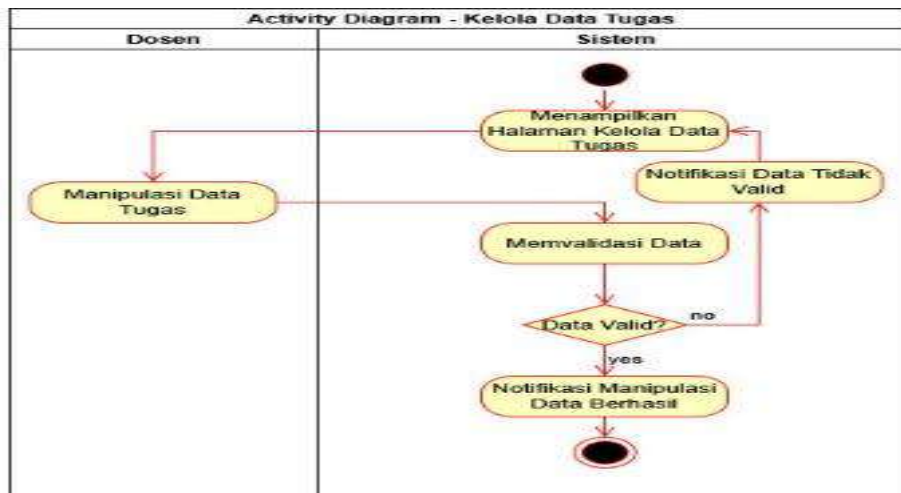 Activity Diagram - Kelola Data Tugas
Dosen
Sistem
Menampilkan
Halaman Kelola Data
Tugas
Manipulasi Data
Tugas
Notifikasi Data Tidak
Valid
Memvalidasi Data
Data Valid?
no
yes
Notifikasi Manipulasi
Data Berhasil